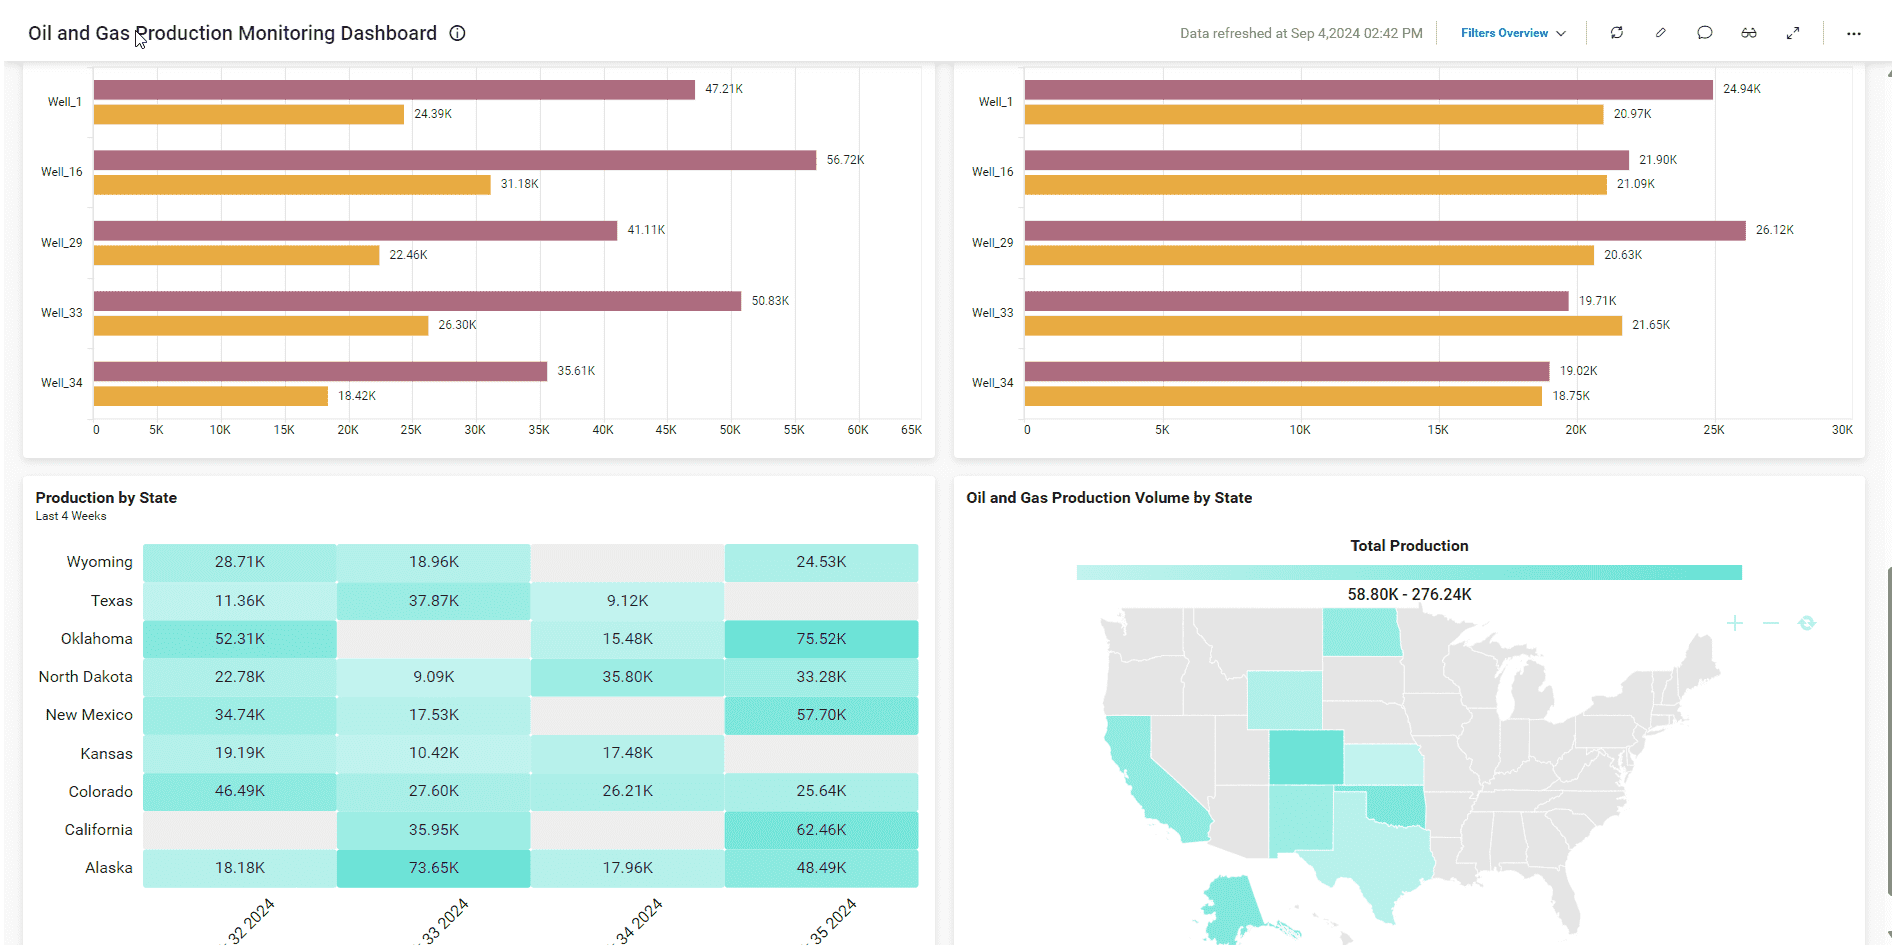 Oil and Gas Production Monitoring Dashboard
Data refreshed at Sep 4,2024 02:42 PM
Filters Overview
Well_1 47.21K
24.39K
Well_16 56.72K
31.18K
Well_29 41.11K
22.46K
Well_33 50.83K
26.30K
Well_34 35.61K
18.42K
0 5K 10K 15K 20K 25K 30K 35K 40K 45K 50K 55K 60K 65K
Well_1 24.94K
20.97K
Well_16 21.90K
21.09K
Well_29 26.12K
20.63K
Well_33 19.71K
21.65K
Well_34 19.02K
18.75K
0 5K 10K 15K 20K 25K 30K
Production by State
Last 4 Weeks
Wyoming 28.71K 18.96K 24.53K
Texas 11.36K 37.87K 9.12K
Oklahoma 52.31K 15.48K 75.52K
North Dakota 22.78K 9.09K 35.80K 33.28K
New Mexico 34.74K 17.53K 57.70K
Kansas 19.19K 10.42K 17.48K
Colorado 46.49K 27.60K 26.21K 25.64K
California 35.95K 62.46K
Alaska 18.18K 73.65K 17.96K 48.49K
32 2024 33 2024 34 2024 35 2024
Oil and Gas Production Volume by State
Total Production
58.80K - 276.24K